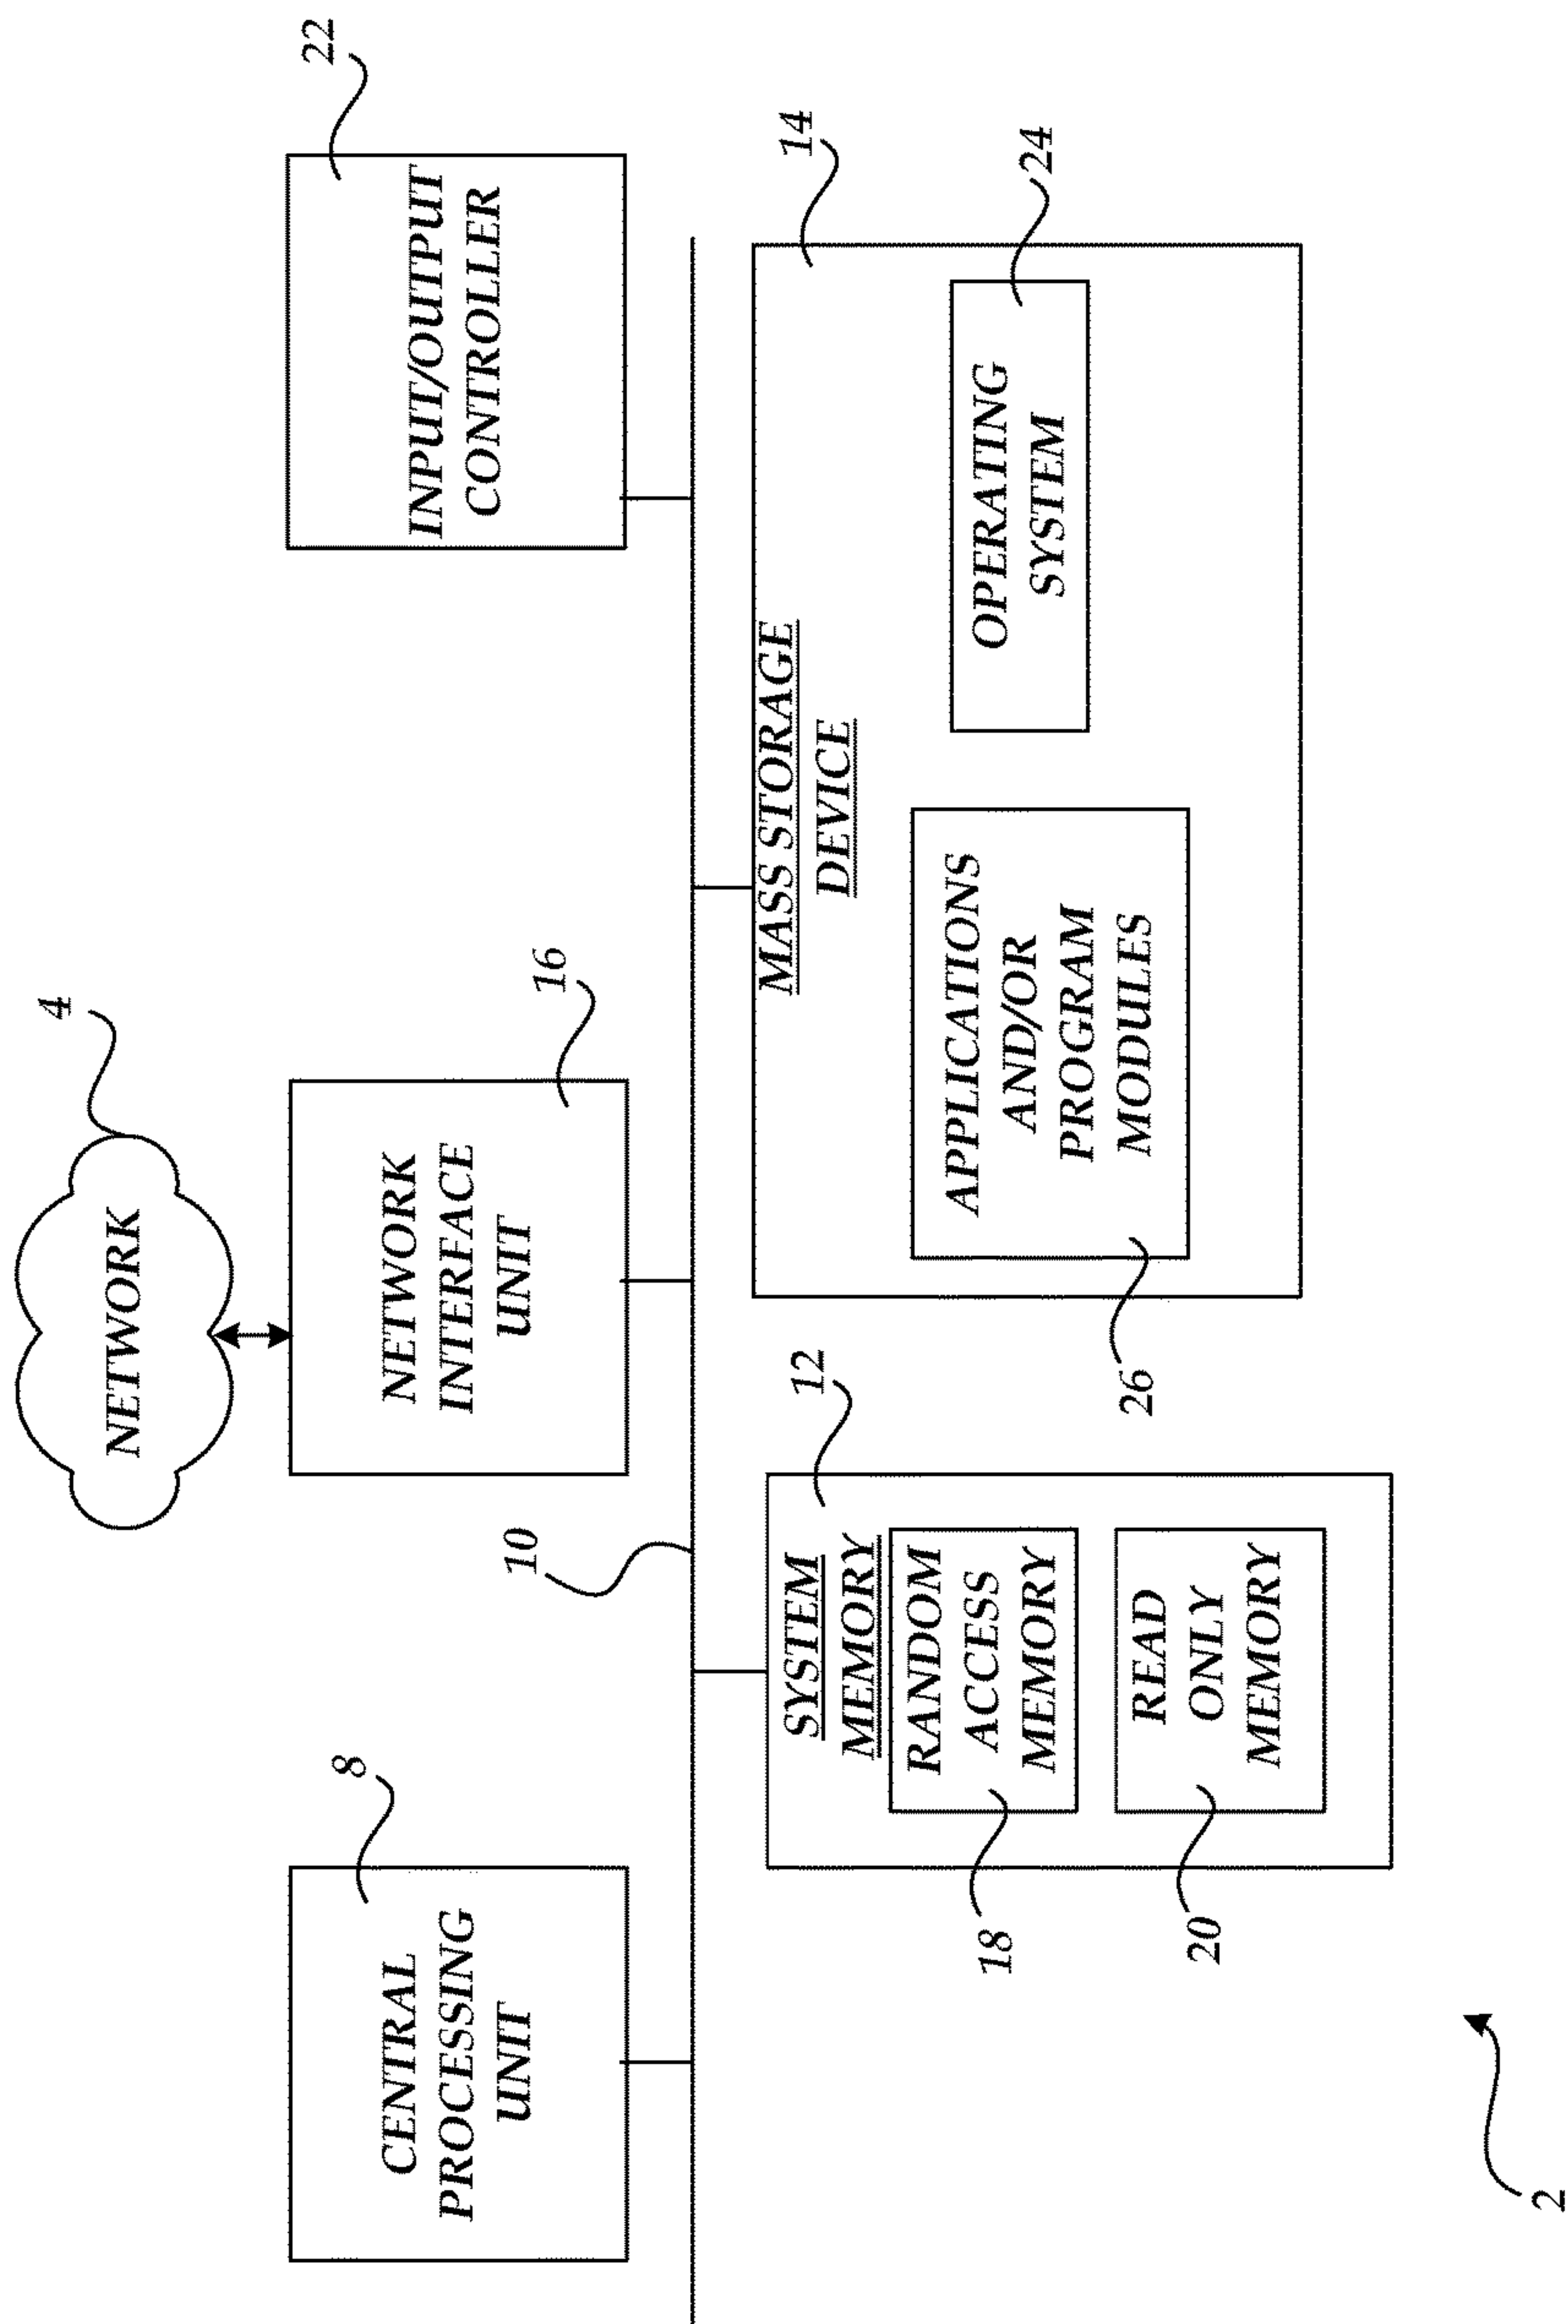 NETWORK
4
CENTRAL
PROCESSING
UNIT
8
NETWORK
INTERFACE
UNIT
16
INPUT/OUTPUT
CONTROLLER
22
10
SYSTEM
MEMORY
12
RANDOM
ACCESS
MEMORY
18
READ
ONLY
MEMORY
20
MASS STORAGE
DEVICE
14
APPLICATIONS
AND/OR
PROGRAM
MODULES
26
OPERATING
SYSTEM
24
2